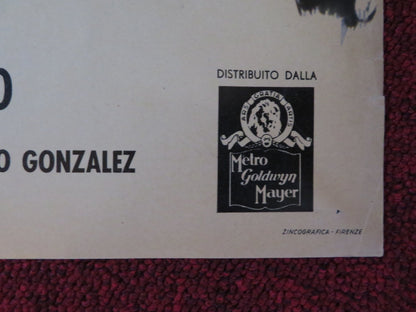 DISTRIBUITO DALLA
ARS GRATIA ARTIS
O
O GONZALEZ
Metro
Goldwyn
Mayer
ZINCOGRAFICA - FIRENZE